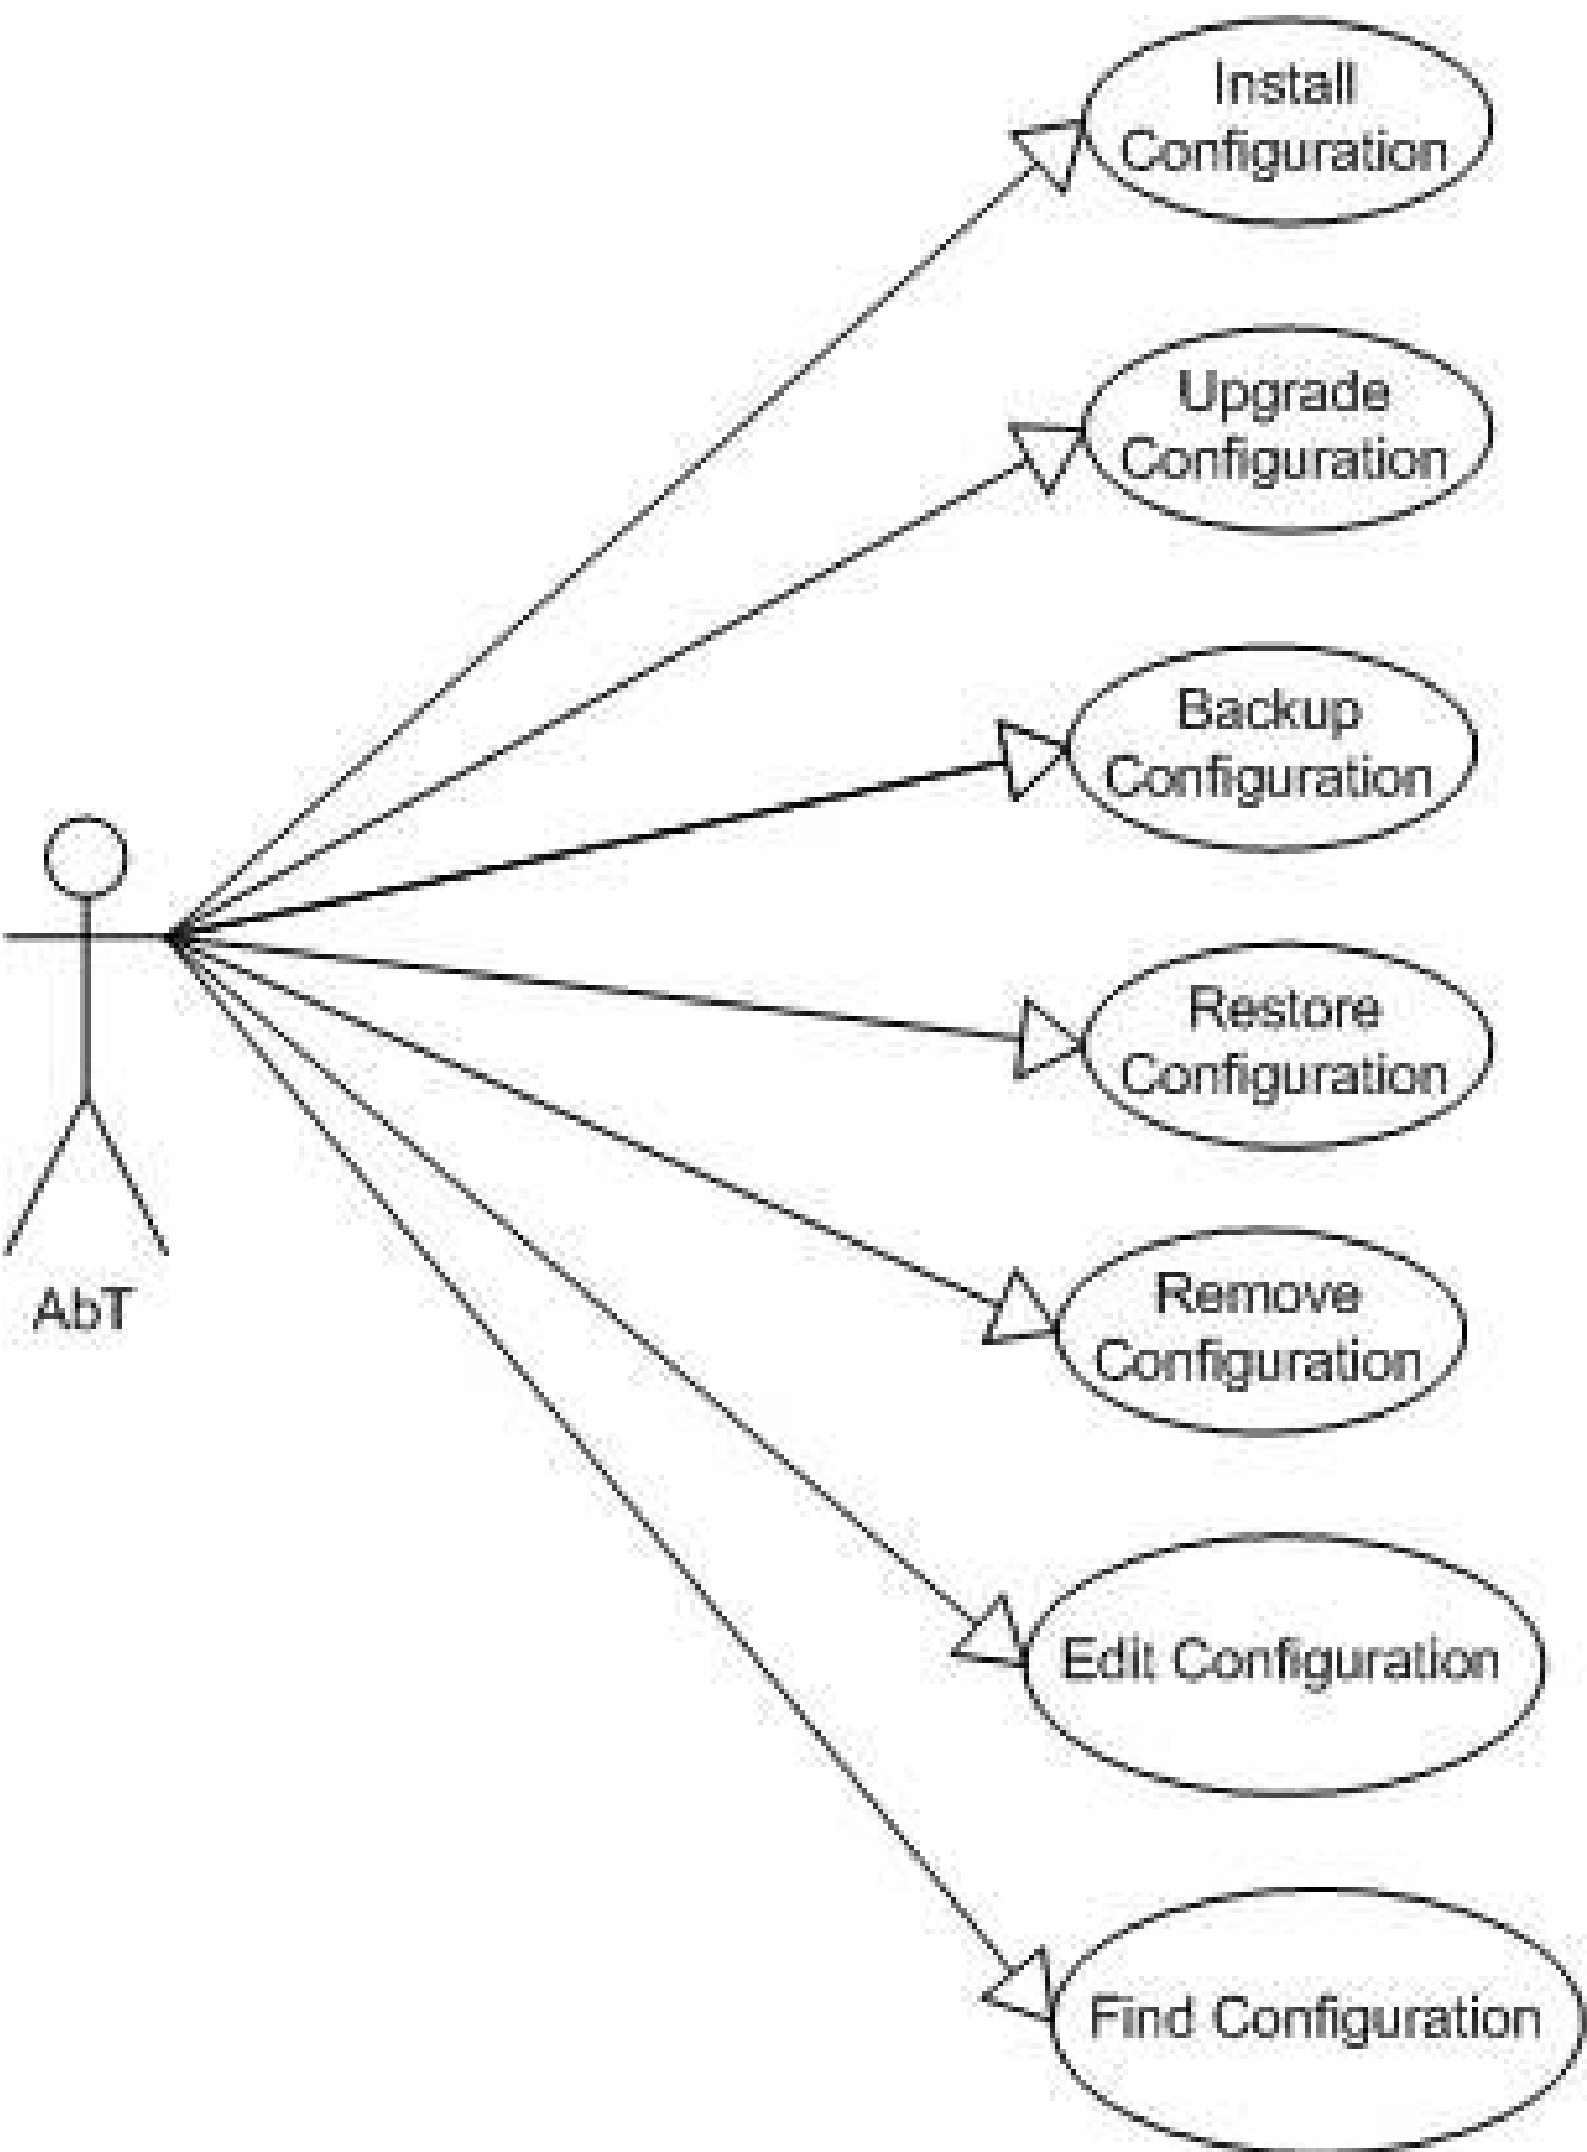 Install
Configuration
Upgrade
Configuration
Backup
Configuration
Restore
Configuration
AbT
Remove
Configuration
Edit Configuration
Find Configuration